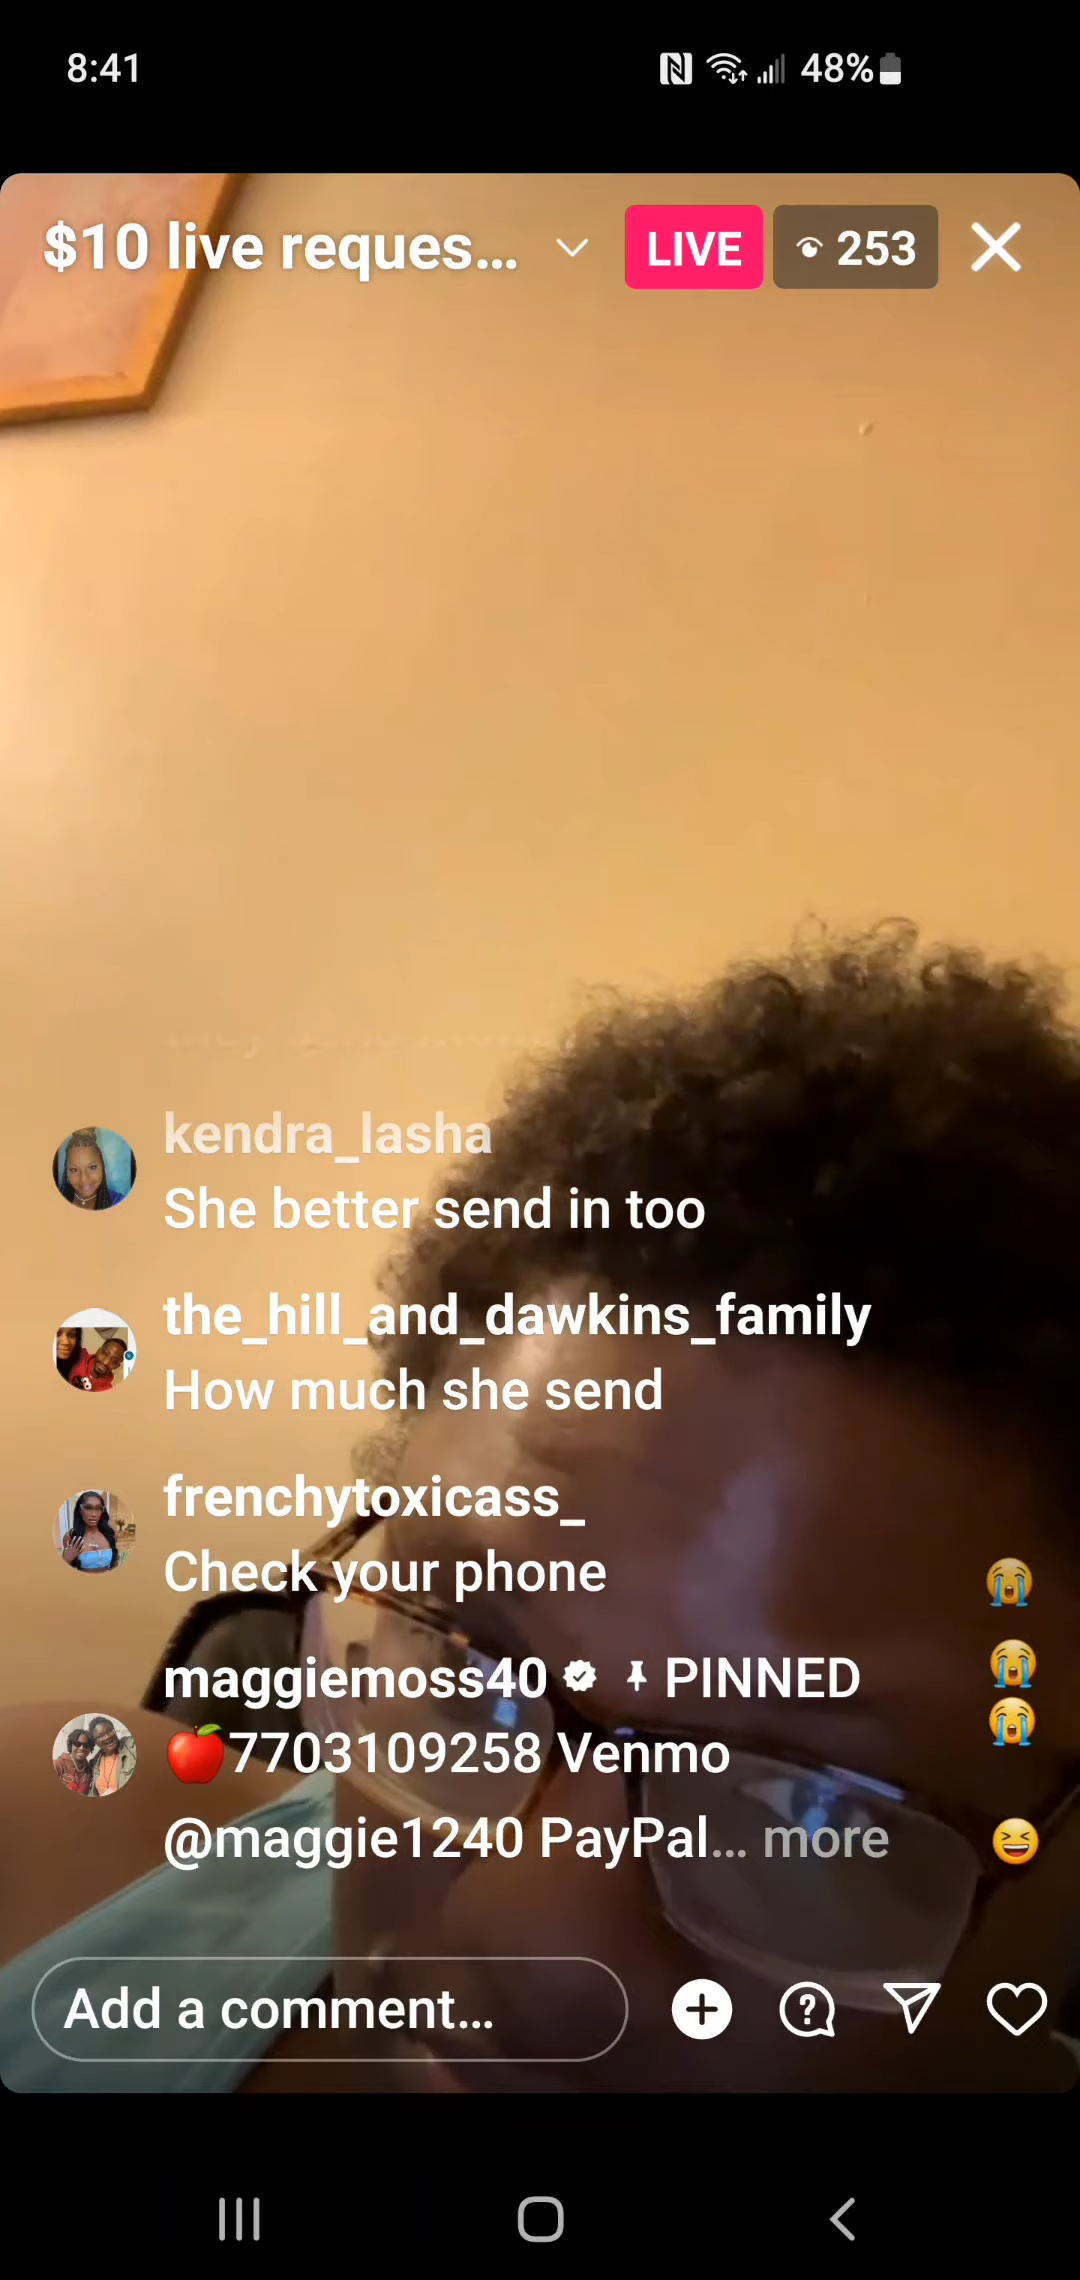 8:41
48%
$10 live reques...
LIVE
253
kendra_lasha
She better send in too
the_hill_and_dawkins_family
How much she send
frenchytoxicass_
Check your phone
maggiemoss40 PINNED
🍎7703109258 Venmo
@maggie1240 PayPal... more
Add a comment...